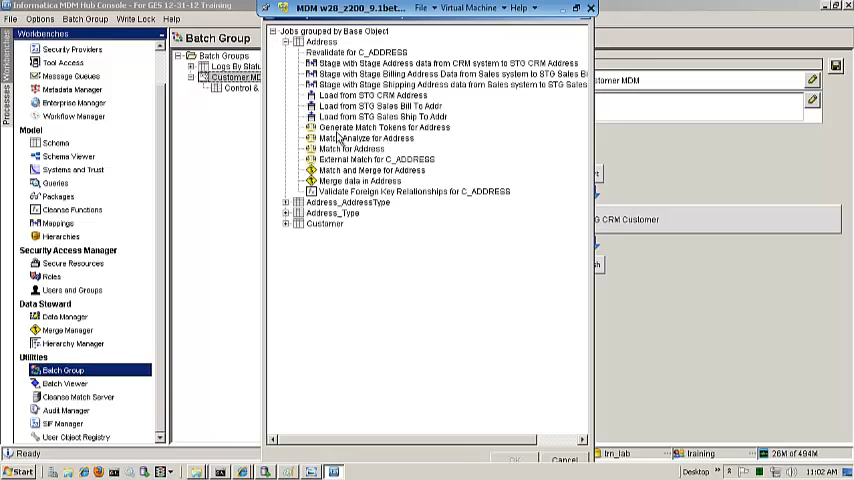 Informatica MDM Hub Console - For GES 12-31-12 Training
MDM w28_z200_9.1bet...
File
Virtual Machine
Help
File Options Batch Group Write Lock Help
Workbenches
Processes
Workbenches
Security Providers
Tool Access
Message Queues
Metadata Manager
Enterprise Manager
Workflow Manager
Model
Schema
Schema Viewer
Systems and Trust
Queries
Packages
Cleanse Functions
Mappings
Hierarchies
Security Access Manager
Secure Resources
Roles
Users and Groups
Data Steward
Data Manager
Merge Manager
Hierarchy Manager
Utilities
Batch Group
Batch Viewer
Cleanse Match Server
Audit Manager
SIF Manager
User Object Registry
Batch Group
Batch Groups
Logs By Statu
Customer MD
Control &
Jobs grouped by Base Object
Address
Revalidate for C_ADDRESS
Stage with Stage Address data from CRM system to STG CRM Address
Stage with Stage Billing Address Data from Sales system to STG Sales Bi
Stage with Stage Shipping Address data from Sales system to STG Sales
Load from STG CRM Address
Load from STG Sales Bill To Addr
Load from STG Sales Ship To Addr
Generate Match Tokens for Address
Match Analyze for Address
Match for Address
External Match for C_ADDRESS
Match and Merge for Address
Merge data in Address
Validate Foreign Key Relationships for C_ADDRESS
Address_AddressType
Address_Type
Customer
OK
Cancel
stomer MDM
G CRM Customer
Ready
trn_lab
training
26M of 494M
Start
Desktop
11:02 AM